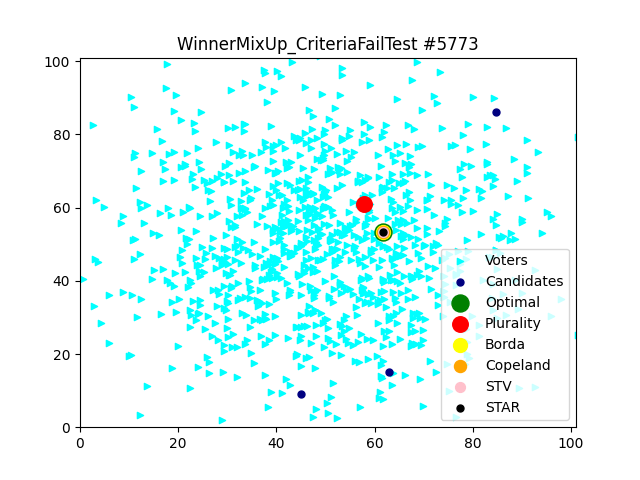 WinnerMixUp_CriteriaFailTest #5773
100
80
60
40
20
0
0
20
40
60
80
100
Voters
Candidates
Optimal
Plurality
Borda
Copeland
STV
STAR